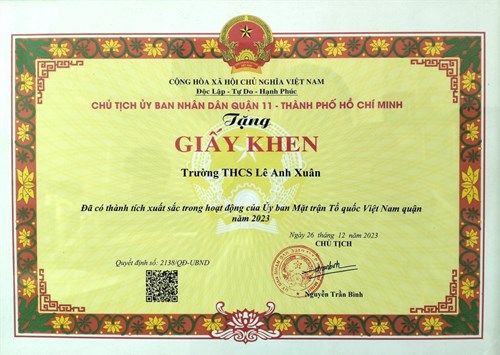 CỘNG HÒA XÃ HỘI CHỦ NGHĨA VIỆT NAM
Độc Lập - Tự Do - Hạnh Phúc
CHỦ TỊCH ỦY BAN NHÂN DÂN QUẬN 11 - THÀNH PHỐ HỒ CHÍ MINH
Tặng
GIẤY KHEN
Trường THCS Lê Anh Xuân
Đã có thành tích xuất sắc trong hoạt động của Ủy ban Mặt trận Tổ quốc Việt Nam quận
năm 2023
Ngày 26 tháng 12 năm 2023
CHỦ TỊCH
Quyết định số: 2138/QĐ-UBND
Nguyễn Trần Bình